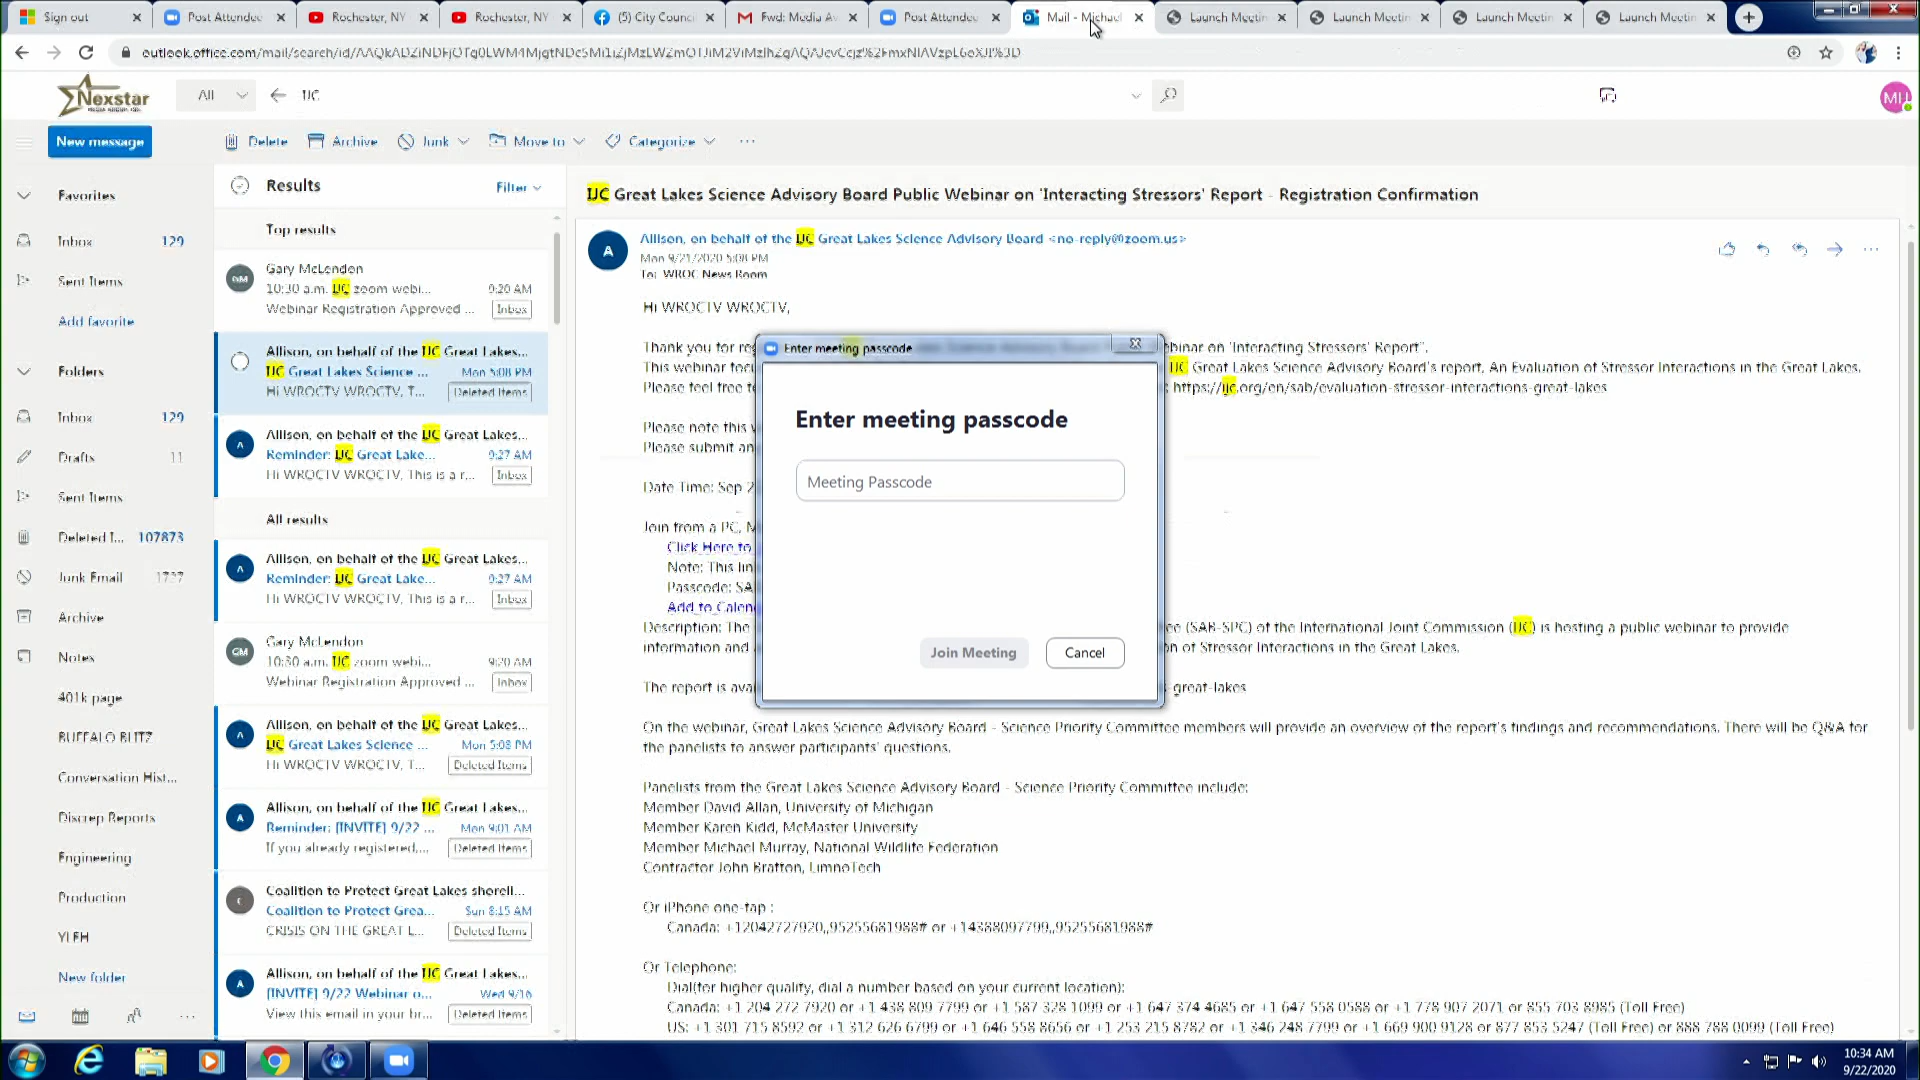 Sign out
Post Attendee
Rochester, NY
Rochester, NY
(5) City Counci
Fwd: Media Av
Post Attendee
Mail - Michael
Launch Meetin
Launch Meetin
Launch Meetin
Launch Meetin
Nexstar
All
IJC
MU
New message
Delete
Archive
Junk
Move to
Categorize
Favorites
Inbox 129
Sent Items
Add favorite
Folders
Inbox 129
Drafts 11
Sent Items
Deleted I... 107873
Junk Email 1737
Archive
Notes
401k page
BUFFALO BLITZ
Conversation Hist...
Discrep Reports
Engineering
Production
New folder
Results
Filter
Top results
GM
Gary McLendon
10:30 a.m. IJC zoom webi... 9:20 AM
Webinar Registration Approved ... Inbox
Allison, on behalf of the IJC Great Lakes...
IJC Great Lakes Science ... Mon 5:08 PM
Hi WROCTV WROCTV, T... Deleted Items
A
Allison, on behalf of the IJC Great Lakes...
Reminder: IJC Great Lake... 9:27 AM
Hi WROCTV WROCTV, This is a r... Inbox
All results
A
Allison, on behalf of the IJC Great Lakes...
Reminder: IJC Great Lake... 9:27 AM
Hi WROCTV WROCTV, This is a r... Inbox
GM
Gary McLendon
10:30 a.m. IJC zoom webi... 9:20 AM
Webinar Registration Approved ... Inbox
A
Allison, on behalf of the IJC Great Lakes...
IJC Great Lakes Science ... Mon 5:08 PM
Hi WROCTV WROCTV, T... Deleted Items
A
Allison, on behalf of the IJC Great Lakes...
Reminder: [INVITE] 9/22 ... Mon 9:01 AM
If you already registered,... Deleted Items
C
Coalition to Protect Great Lakes shorell...
Coalition to Protect Grea... Sun 8:15 AM
CRISIS ON THE GREAT L... Deleted Items
A
Allison, on behalf of the IJC Great Lakes...
[INVITE] 9/22 Webinar o... Wed 9/16
View this email in your br... Deleted Items
IJC Great Lakes Science Advisory Board Public Webinar on 'Interacting Stressors' Report - Registration Confirmation
A
Allison, on behalf of the IJC Great Lakes Science Advisory Board <no-reply@zoom.us>
Mon 9/21/2020 5:08 PM
To: WROC News Room
Hi WROCTV WROCTV,
Thank you for reg
binar on 'Interacting Stressors' Report".
This webinar focu
IJC Great Lakes Science Advisory Board's report, An Evaluation of Stressor Interactions in the Great Lakes.
Please feel free to
https://ijc.org/en/sab/evaluation-stressor-interactions-great-lakes
Please note this w
Please submit an
Date Time: Sep 2
Join from a PC, M
Click Here to
Note: This lin
Passcode: SA
Add to Calen
Description: The
ee (SAB-SPC) of the International Joint Commission (IJC) is hosting a public webinar to provide
information and a
on of Stressor Interactions in the Great Lakes.
The report is avai
s-great-lakes
On the webinar, Great Lakes Science Advisory Board - Science Priority Committee members will provide an overview of the report's findings and recommendations. There will be Q&A for
the panelists to answer participants' questions.
Panelists from the Great Lakes Science Advisory Board - Science Priority Committee include:
Member David Allan, University of Michigan
Member Karen Kidd, McMaster University
Member Michael Murray, National Wildlife Federation
Contractor John Bratton, LimnoTech
Or iPhone one-tap :
Canada: +12042727920,,95255681988# or +14388097799,,95255681988#
Or Telephone:
Dial(for higher quality, dial a number based on your current location):
Canada: +1 204 272 7920 or +1 438 809 7799 or +1 587 328 1099 or +1 647 374 4685 or +1 647 558 0588 or +1 778 907 2071 or 855 703 8985 (Toll Free)
US: +1 301 715 8592 or +1 312 626 6799 or +1 646 558 8656 or +1 253 215 8782 or +1 346 248 7799 or +1 669 900 9128 or 877 853 5247 (Toll Free) or 888 788 0099 (Toll Free)
Enter meeting passcode
Enter meeting passcode
Meeting Passcode
Join Meeting
Cancel
10:34 AM
9/22/2020